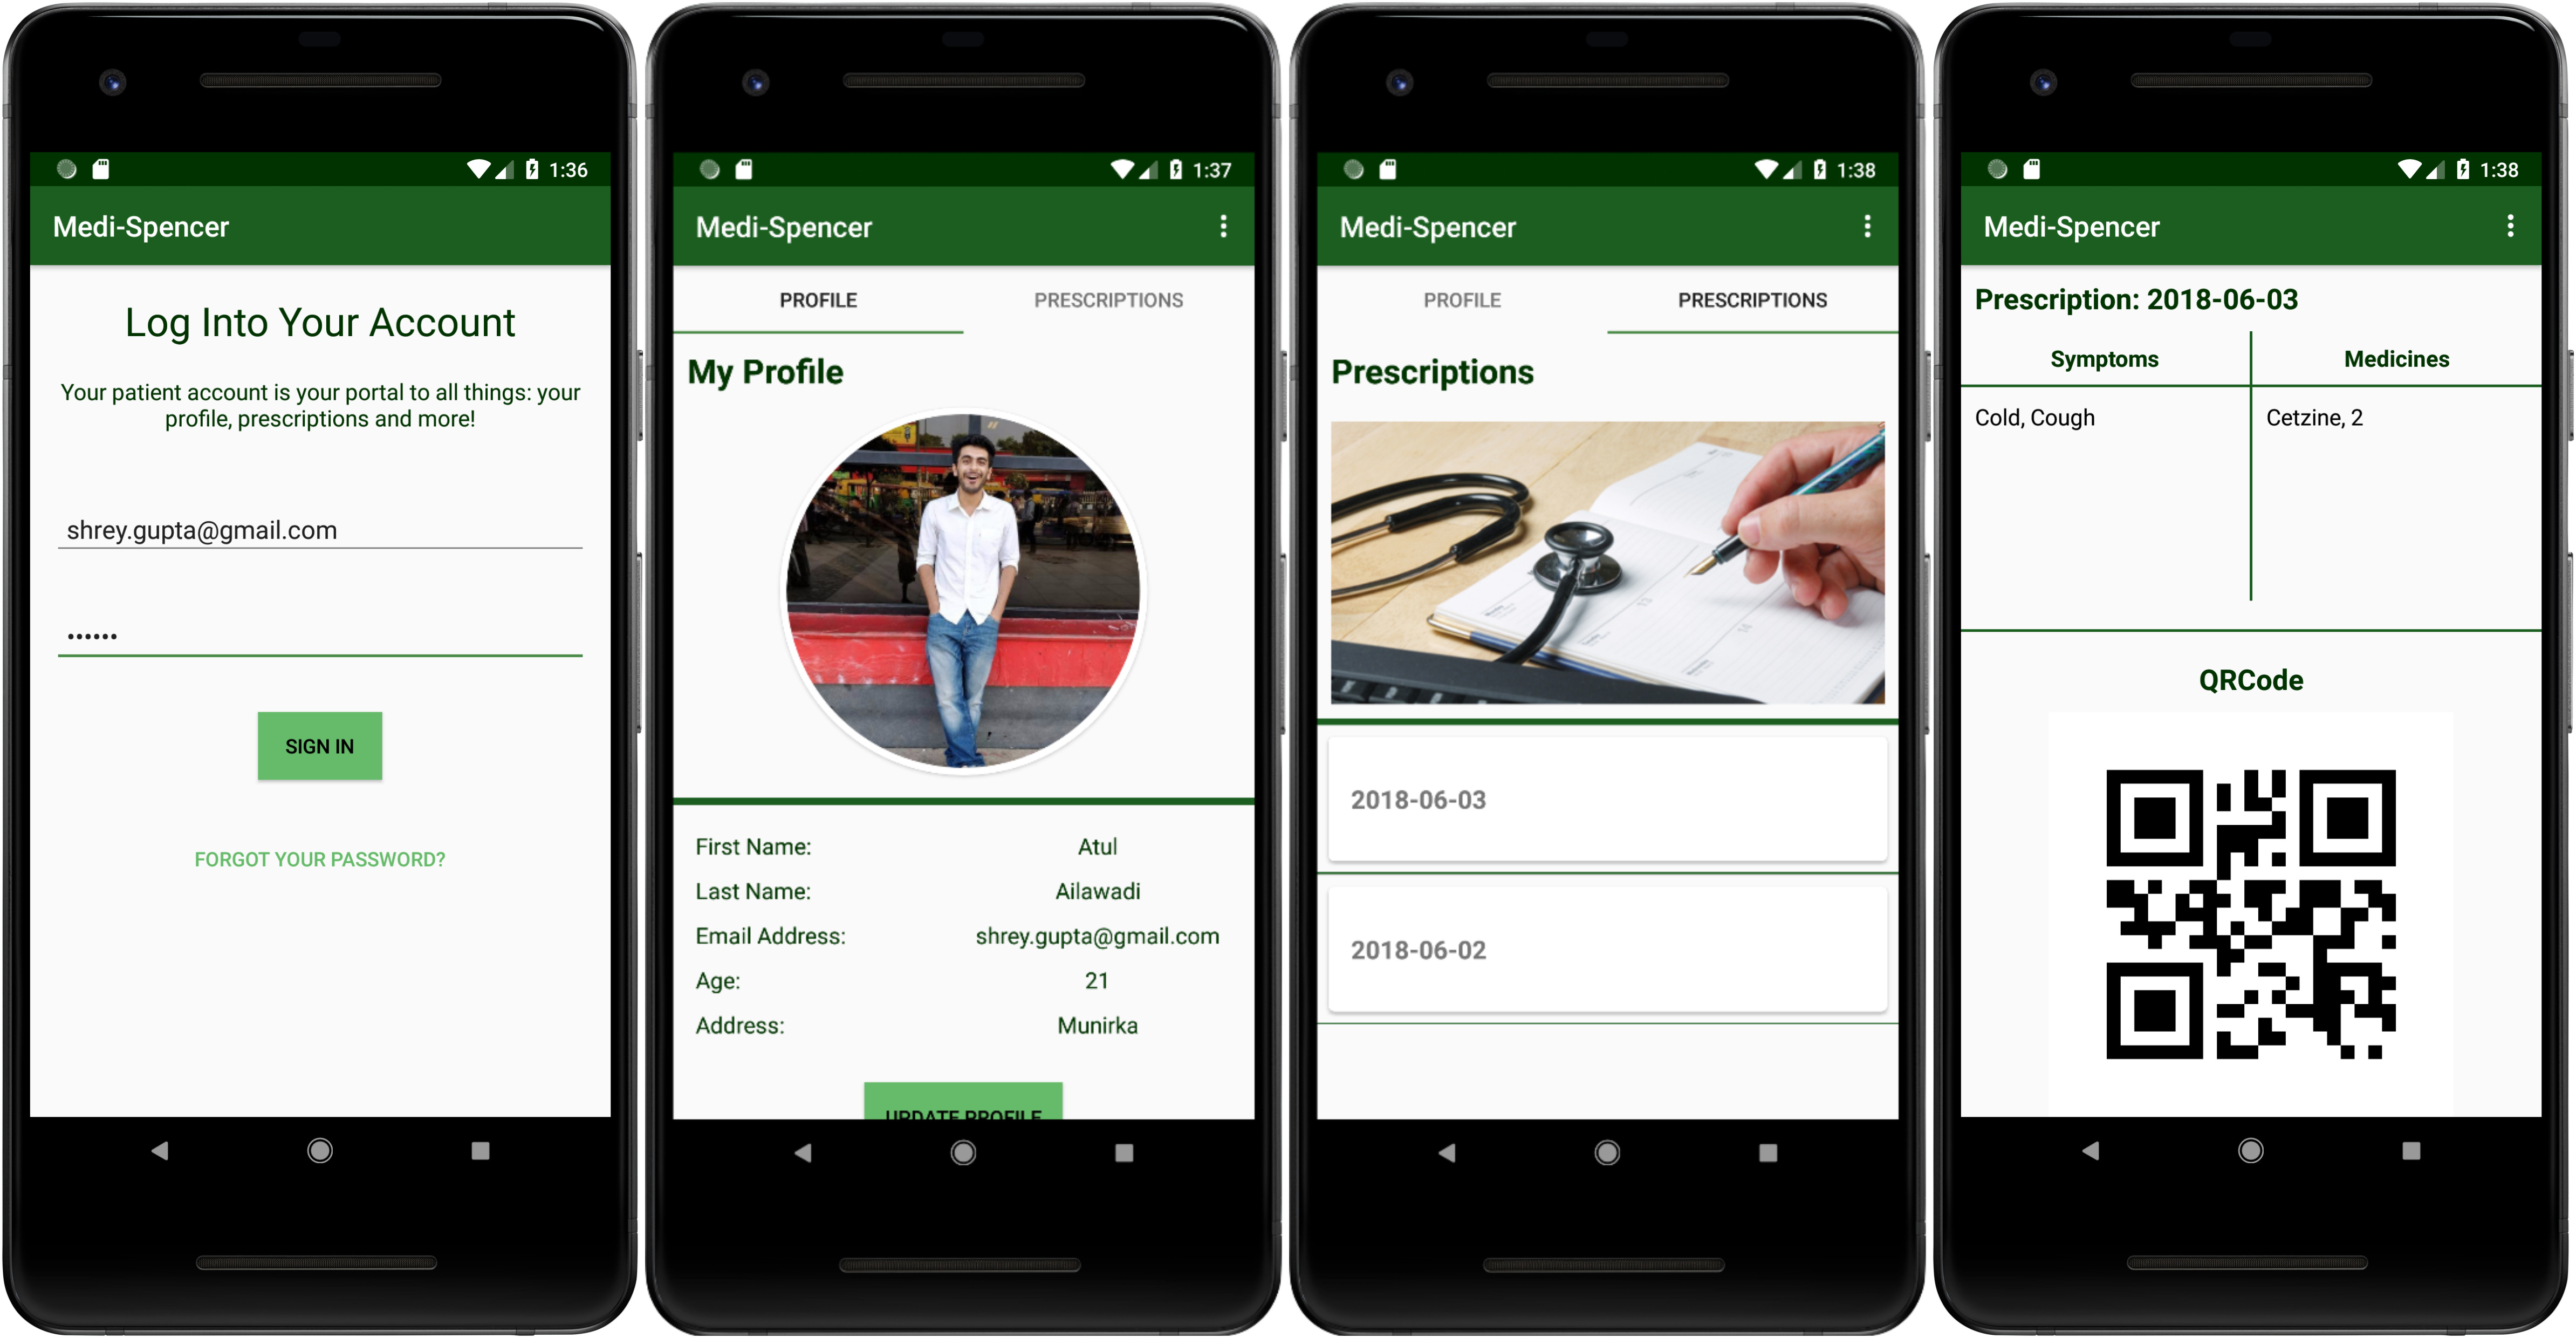 1:36
Medi-Spencer
Log Into Your Account
Your patient account is your portal to all things: your
profile, prescriptions and more!
shrey.gupta@gmail.com
••••••
SIGN IN
FORGOT YOUR PASSWORD?
1:37
Medi-Spencer
PROFILE PRESCRIPTIONS
My Profile
First Name: Atul
Last Name: Ailawadi
Email Address: shrey.gupta@gmail.com
Age: 21
Address: Munirka
UPDATE PROFILE
1:38
Medi-Spencer
PROFILE PRESCRIPTIONS
Prescriptions
2018-06-03
2018-06-02
1:38
Medi-Spencer
Prescription: 2018-06-03
Symptoms Medicines
Cold, Cough Cetzine, 2
QRCode